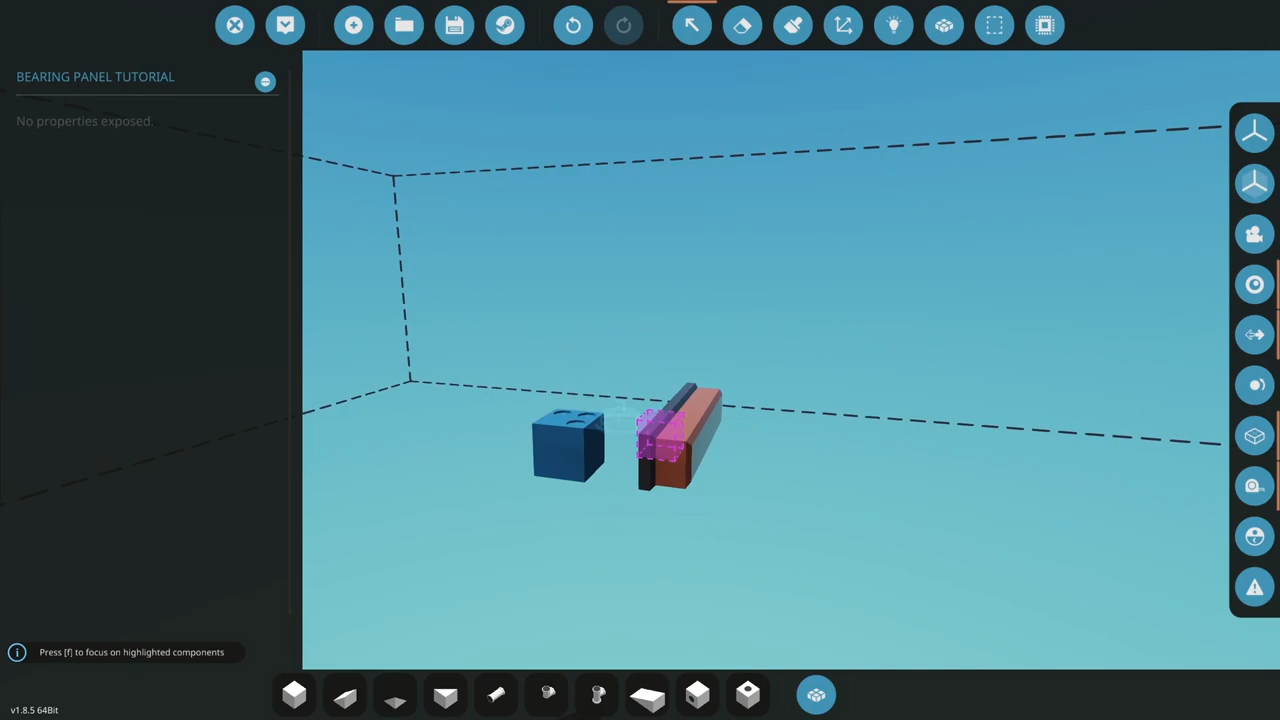 BEARING PANEL TUTORIAL
No properties exposed.
Press [f] to focus on highlighted components
v1.8.5 64Bit